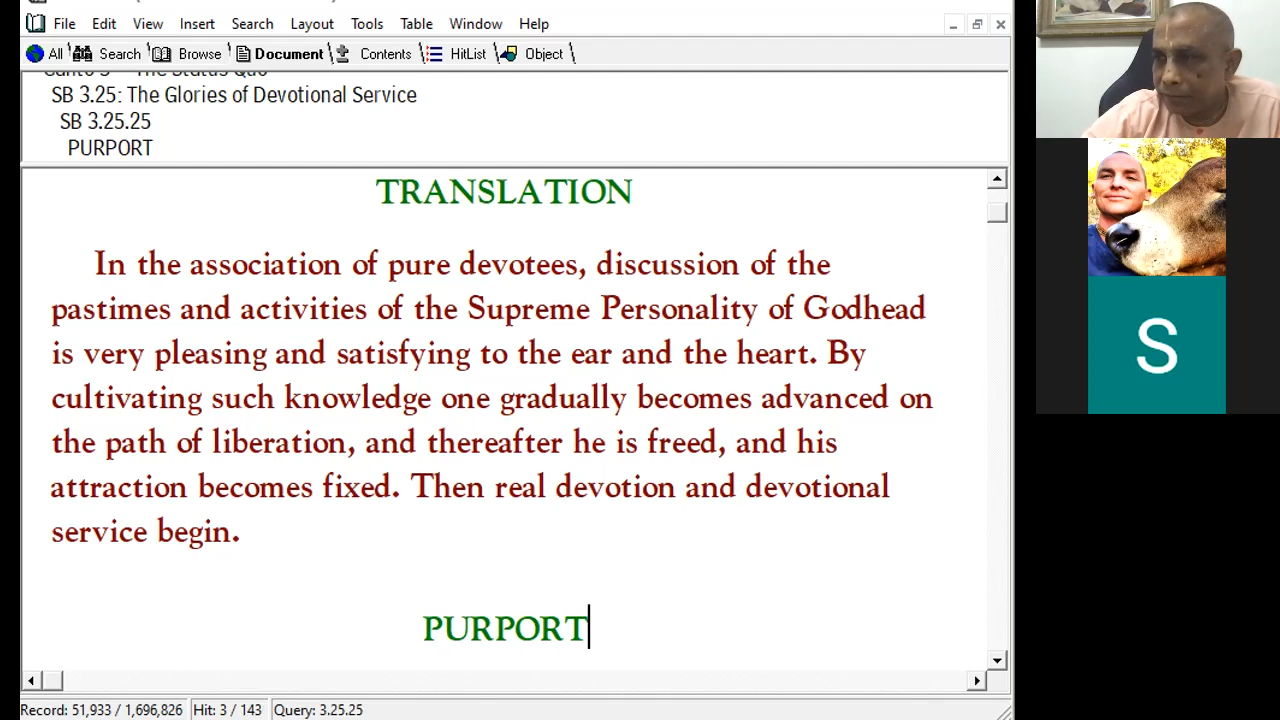 File Edit View Insert Search Layout Tools Table Window Help
All Search Browse Document Contents HitList Object
Canto 3 The Status Quo
SB 3.25: The Glories of Devotional Service
SB 3.25.25
PURPORT
TRANSLATION
In the association of pure devotees, discussion of the
pastimes and activities of the Supreme Personality of Godhead
is very pleasing and satisfying to the ear and the heart. By
cultivating such knowledge one gradually becomes advanced on
the path of liberation, and thereafter he is freed, and his
attraction becomes fixed. Then real devotion and devotional
service begin.
PURPORT
Record: 51,933 / 1,696,826 Hit: 3 / 143 Query: 3.25.25
S